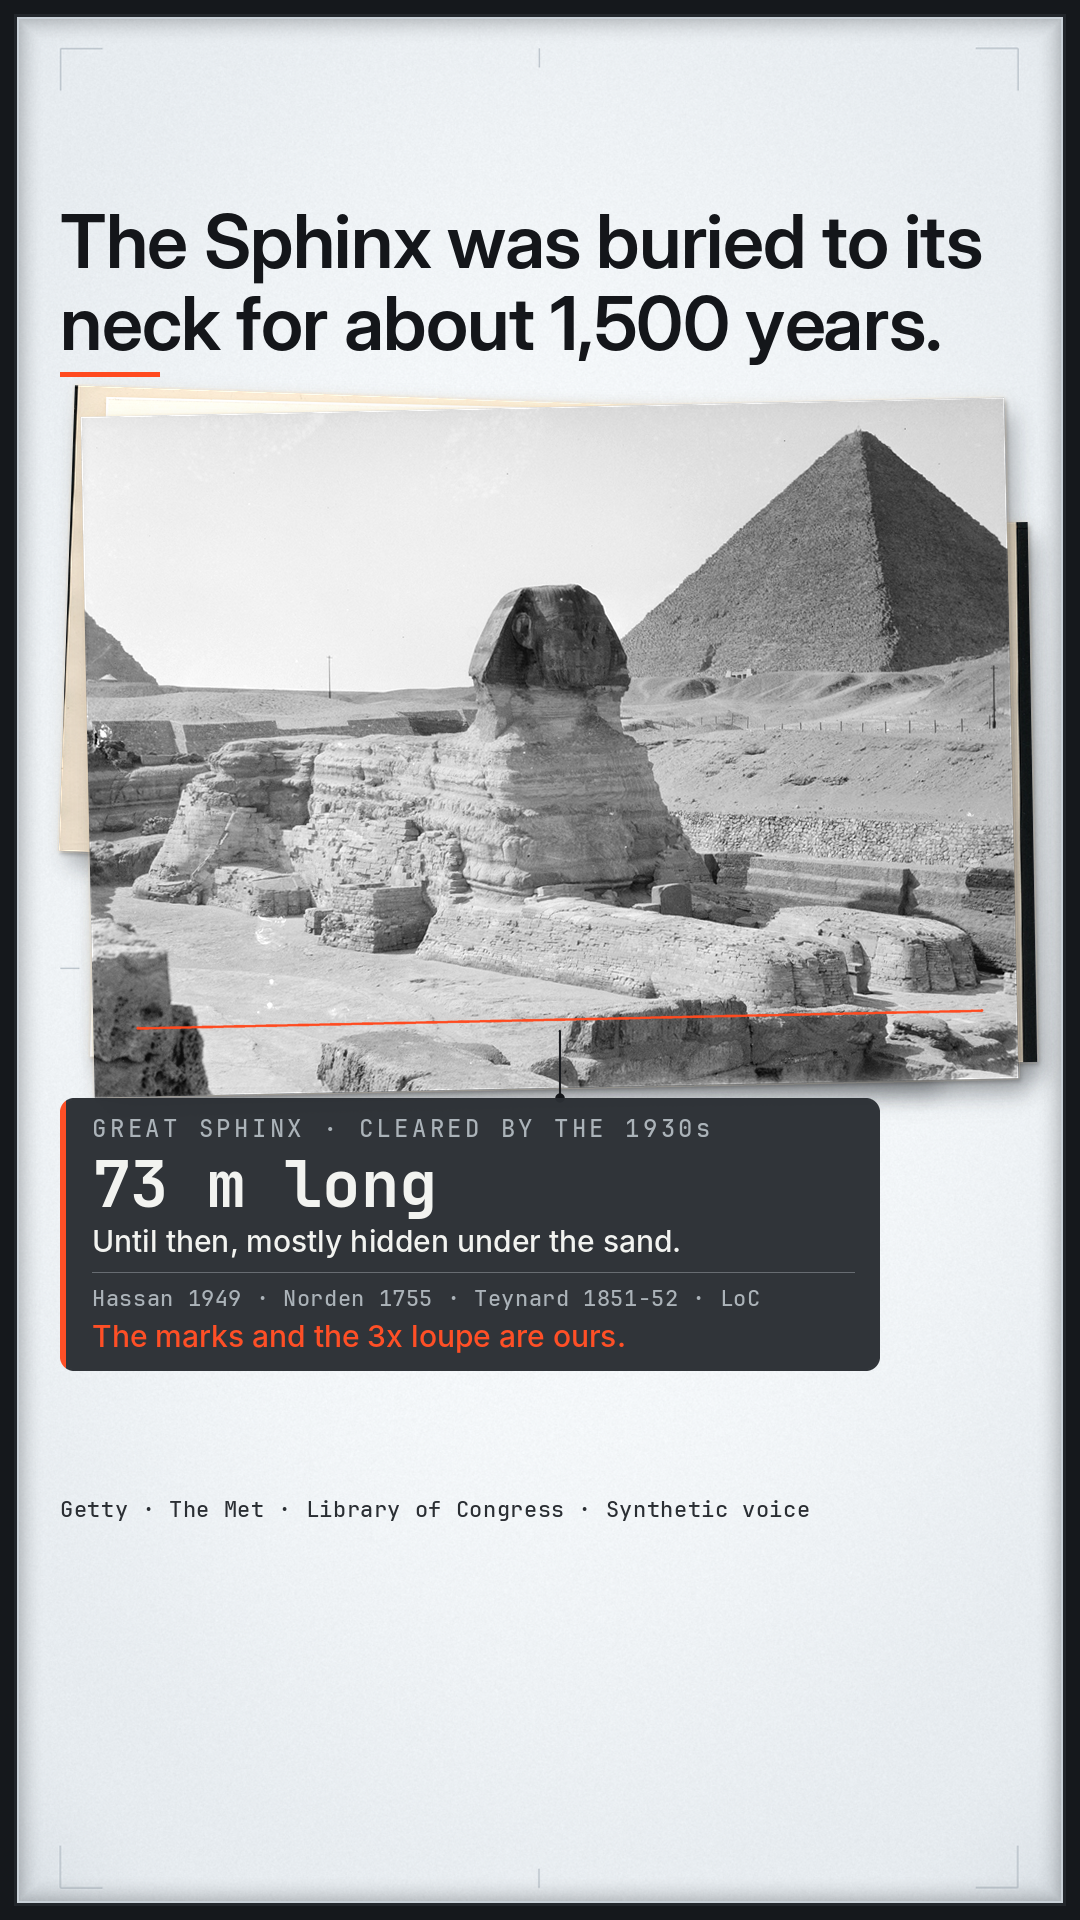 The Sphinx was buried to its
neck for about 1,500 years.
GREAT SPHINX · CLEARED BY THE 1930s
73 m long
Until then, mostly hidden under the sand.
Hassan 1949 · Norden 1755 · Teynard 1851-52 · LoC
The marks and the 3x loupe are ours.
Getty · The Met · Library of Congress · Synthetic voice